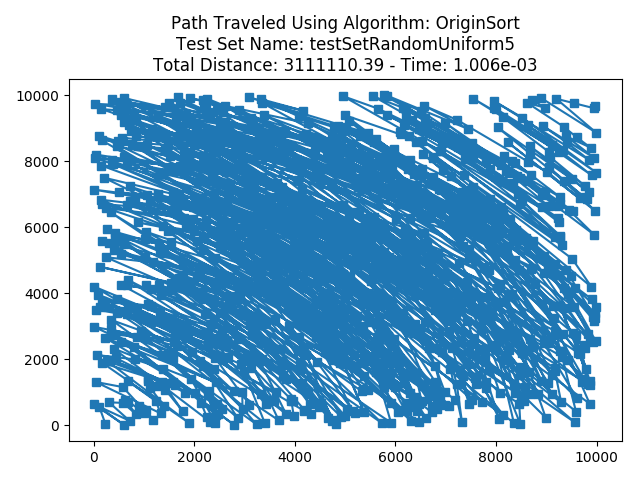 Path Traveled Using Algorithm: OriginSort
Test Set Name: testSetRandomUniform5
Total Distance: 3111110.39 - Time: 1.006e-03
10000
8000
6000
4000
2000
0
0 2000 4000 6000 8000 10000